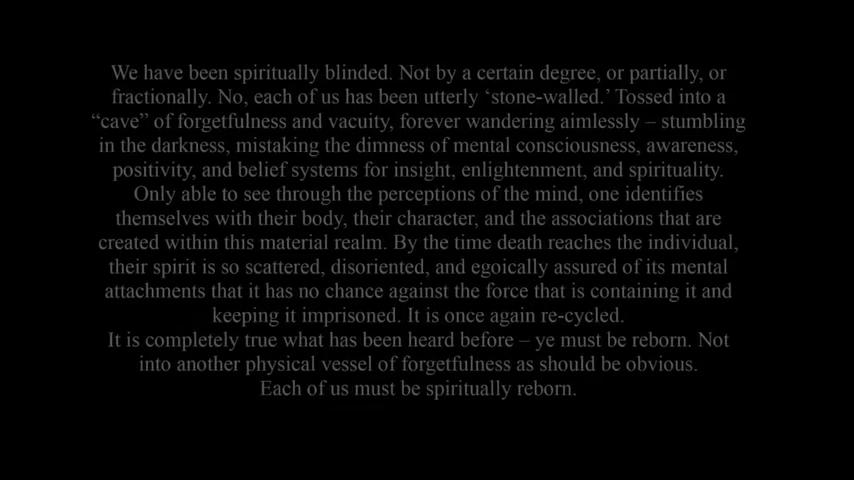 We have been spiritually blinded. Not by a certain degree, or partially, or
fractionally. No, each of us has been utterly ‘stone-walled.’ Tossed into a
“cave” of forgetfulness and vacuity, forever wandering aimlessly – stumbling
in the darkness, mistaking the dimness of mental consciousness, awareness,
positivity, and belief systems for insight, enlightenment, and spirituality.
Only able to see through the perceptions of the mind, one identifies
themselves with their body, their character, and the associations that are
created within this material realm. By the time death reaches the individual,
their spirit is so scattered, disoriented, and egoically assured of its mental
attachments that it has no chance against the force that is containing it and
keeping it imprisoned. It is once again re-cycled.
It is completely true what has been heard before – ye must be reborn. Not
into another physical vessel of forgetfulness as should be obvious.
Each of us must be spiritually reborn.